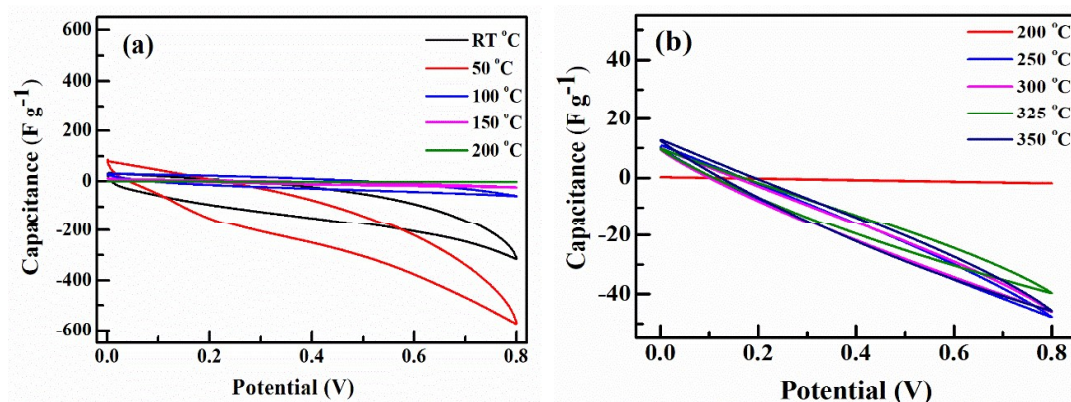 (a)
RT °C
50 °C
100 °C
150 °C
200 °C
Capacitance (F g⁻¹)
600
400
200
0
-200
-400
-600
0.0 0.2 0.4 0.6 0.8
Potential (V)
(b)
200 °C
250 °C
300 °C
325 °C
350 °C
Capacitance (F g⁻¹)
40
20
0
-20
-40
0.0 0.2 0.4 0.6 0.8
Potential (V)